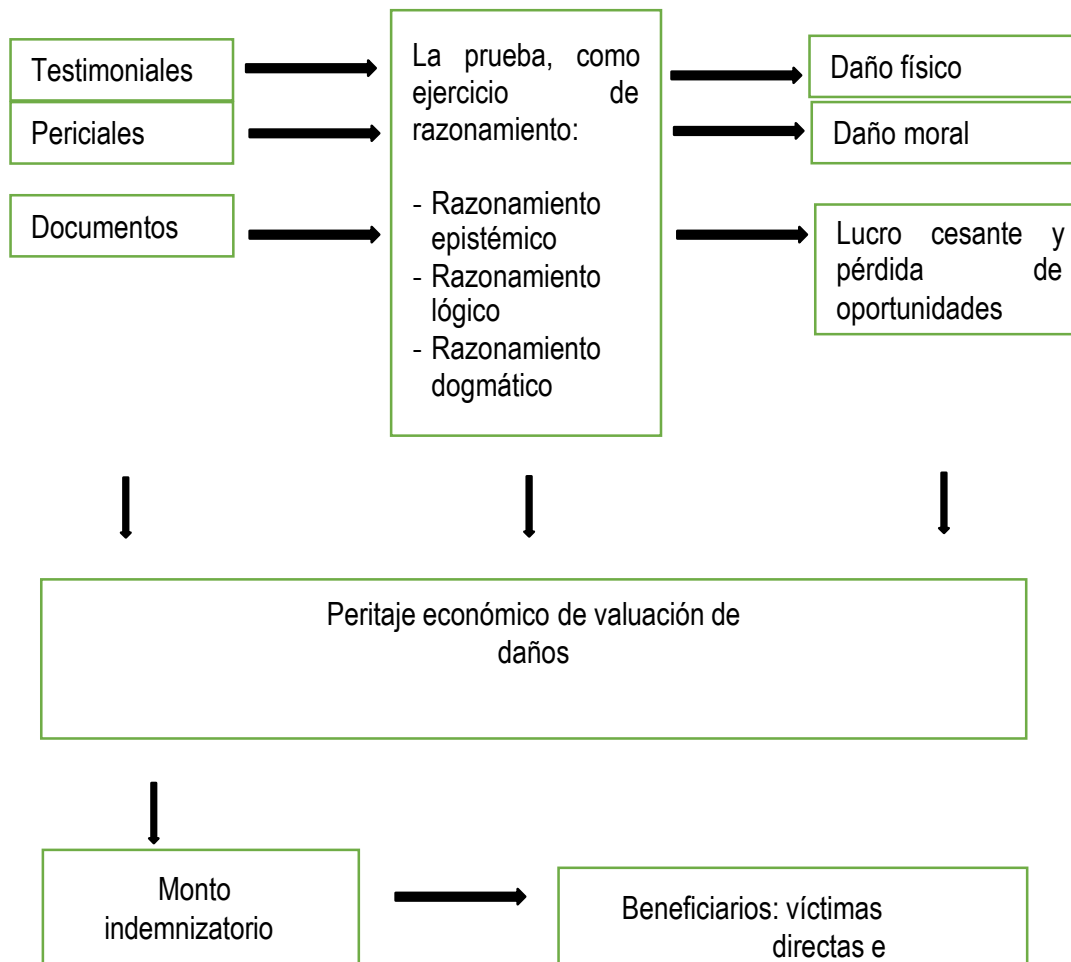 Testimoniales
Periciales
Documentos
La prueba, como
ejercicio de
razonamiento:
- Razonamiento
epistémico
- Razonamiento
lógico
- Razonamiento
dogmático
Daño físico
Daño moral
Lucro cesante y
pérdida de
oportunidades
Peritaje económico de valuación de
daños
Monto
indemnizatorio
Beneficiarios: víctimas
directas e